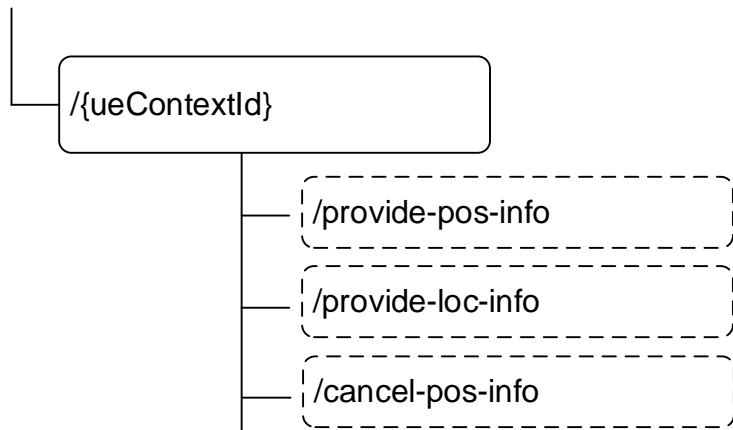 /{ueContextId}
/provide-pos-info
/provide-loc-info
/cancel-pos-info